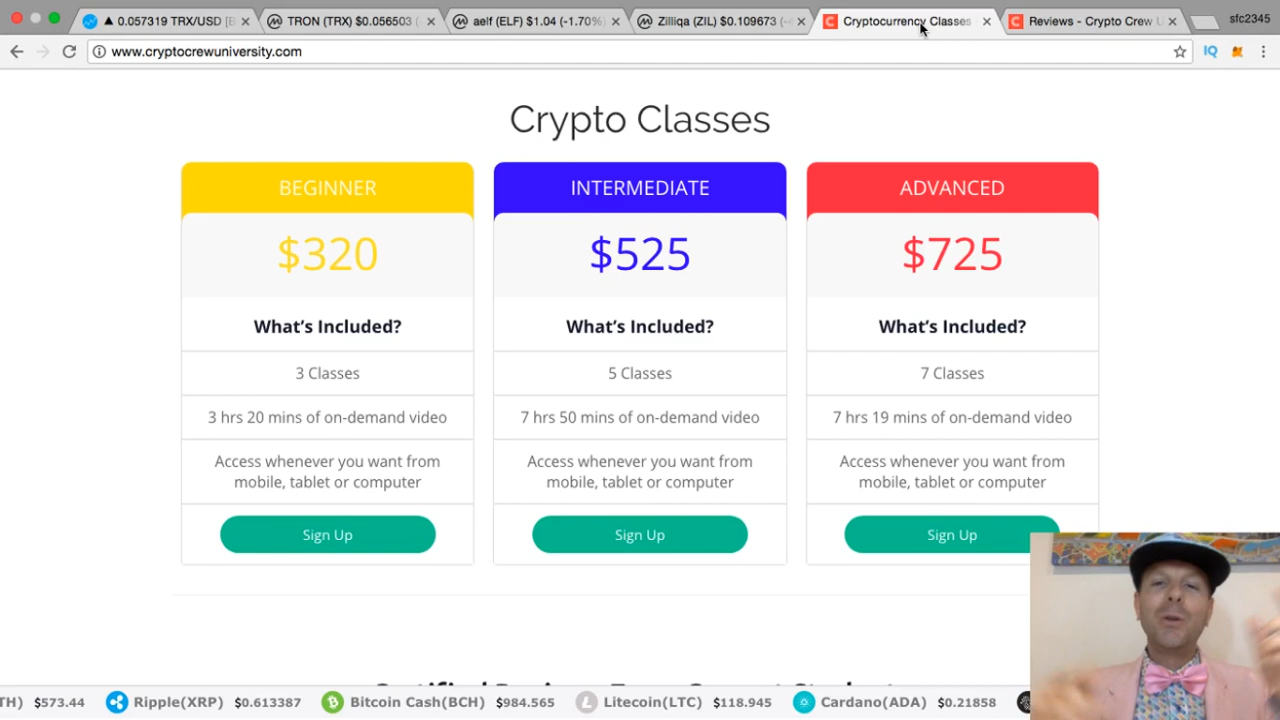 ▲ 0.057319 TRX/USD [B
TRON (TRX) $0.056503 (
aelf (ELF) $1.04 (-1.70%)
Zilliqa (ZIL) $0.109673 (
Cryptocurrency Classes
Reviews - Crypto Crew U
sfc2345
www.cryptocrewuniversity.com
IQ
Crypto Classes
BEGINNER
$320
What's Included?
3 Classes
3 hrs 20 mins of on-demand video
Access whenever you want from
mobile, tablet or computer
Sign Up
INTERMEDIATE
$525
What's Included?
5 Classes
7 hrs 50 mins of on-demand video
Access whenever you want from
mobile, tablet or computer
Sign Up
ADVANCED
$725
What's Included?
7 Classes
7 hrs 19 mins of on-demand video
Access whenever you want from
mobile, tablet or computer
Sign Up
TH) $573.44 Ripple(XRP) $0.613387 Bitcoin Cash(BCH) $984.565 Litecoin(LTC) $118.945 Cardano(ADA) $0.21858